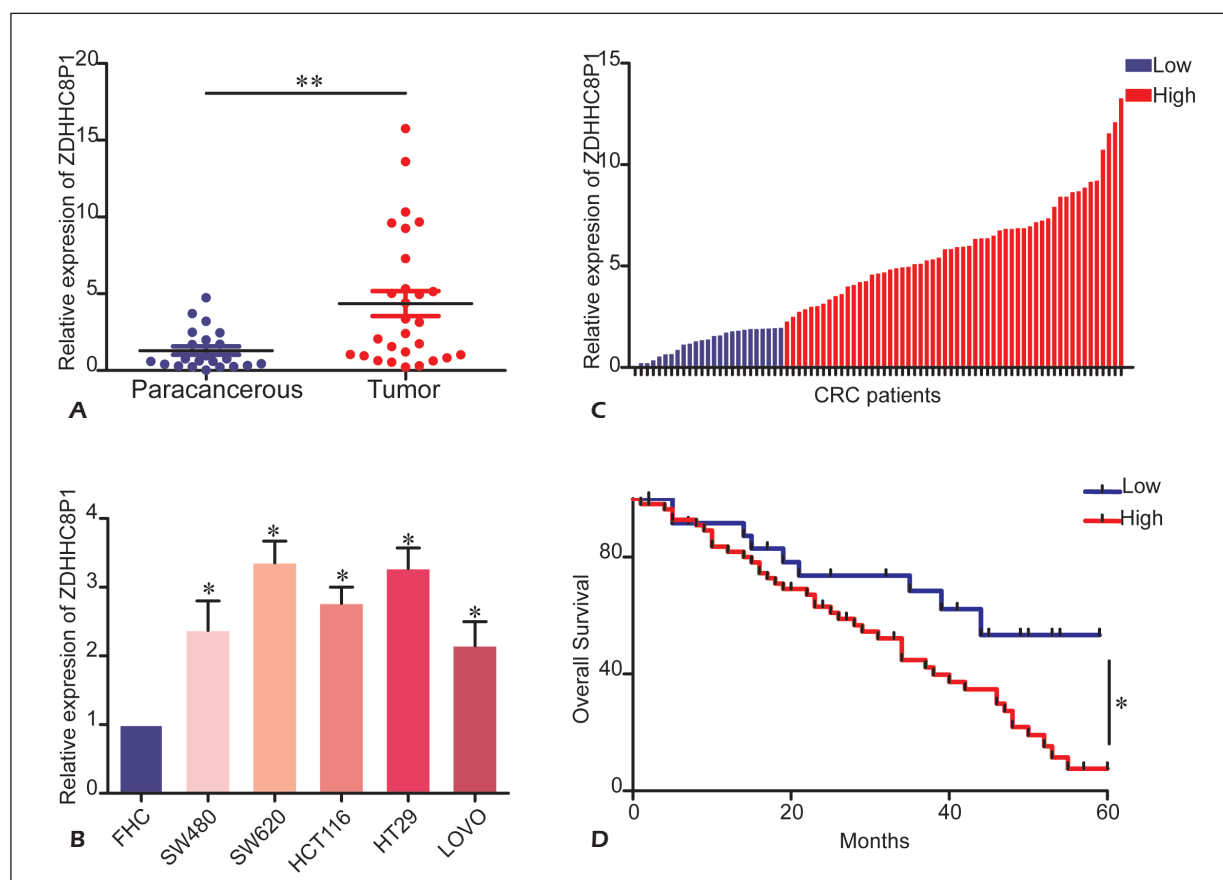 Relative expresion of ZDHHC8P1
20
15
10
5
0
**
Paracancerous
Tumor
A
Relative expresion of ZDHHC8P1
15
10
5
0
Low
High
CRC patients
C
Relative expresion of ZDHHC8P1
4
3
2
1
0
*
*
*
*
*
FHC
SW480
SW620
HCT116
HT29
LOVO
B
Overall Survival
80
40
0
0
20
40
60
Low
High
*
Months
D